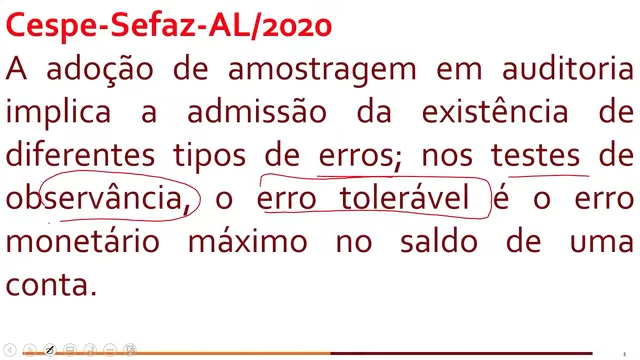 Cespe-Sefaz-AL/2020
A adoção de amostragem em auditoria
implica a admissão da existência de
diferentes tipos de erros; nos testes de
observância, o erro tolerável é o erro
monetário máximo no saldo de uma
conta.